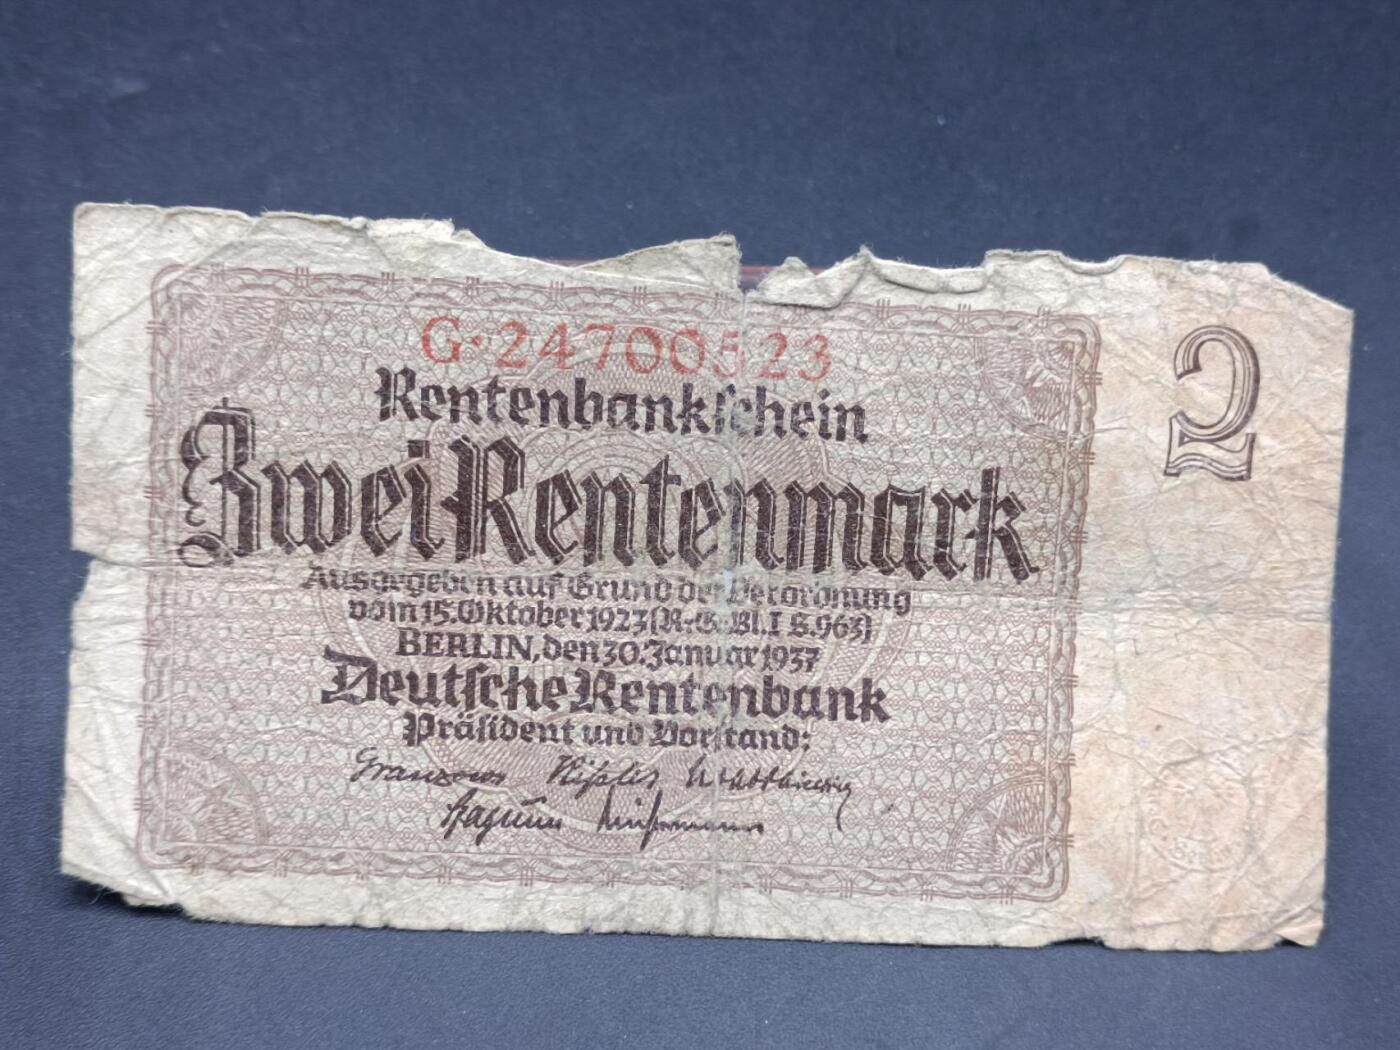 G·24700523
2
Rentenbankschein
Zwei Rentenmark
Ausgegeben auf Grund der Verordnung
vom 15. Oktober 1923 (R.G.Bl. I S. 963)
BERLIN, den 30. Januar 1937
Deutsche Rentenbank
Präsident und Vorstand:
Granzow